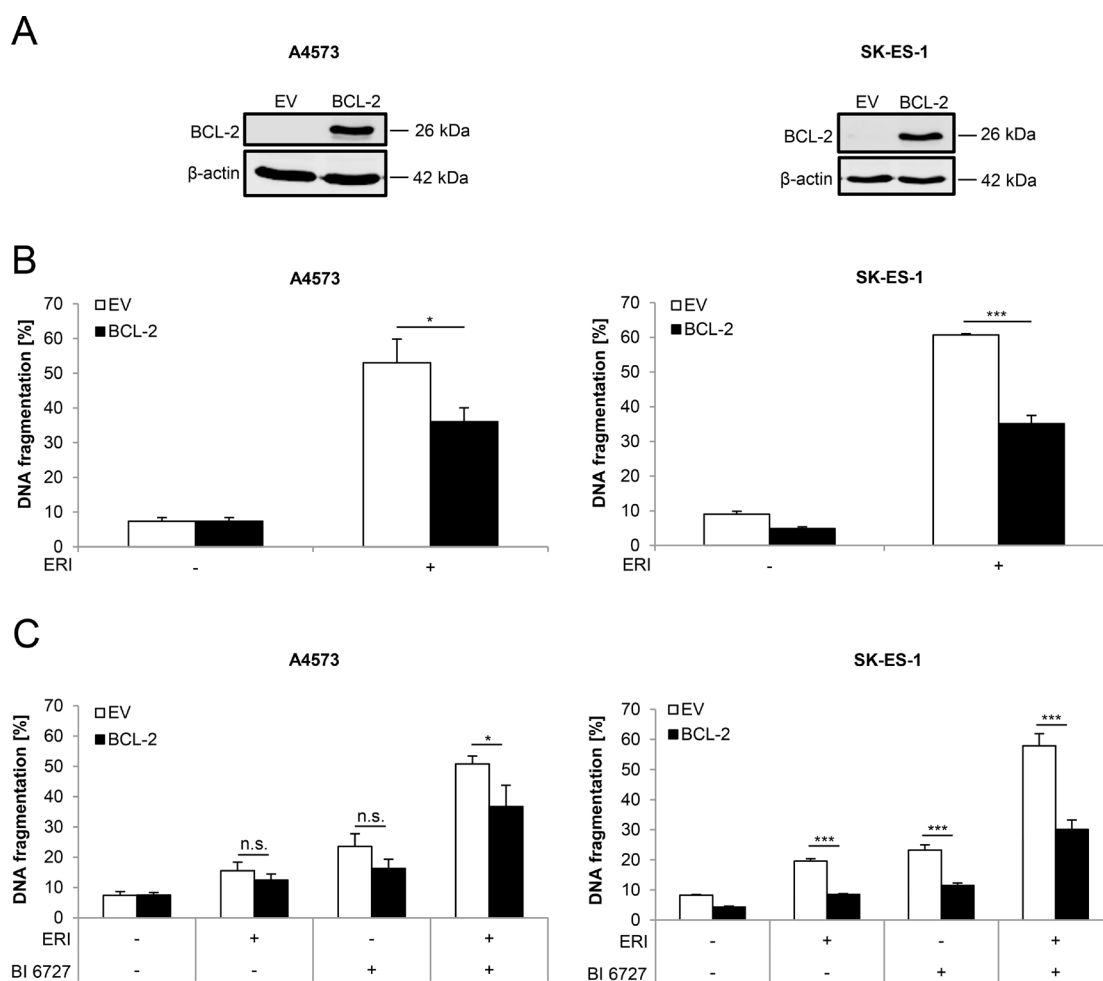 A
A4573
SK-ES-1
EV BCL-2
BCL-2 26 kDa
β-actin 42 kDa
EV BCL-2
BCL-2 26 kDa
β-actin 42 kDa
B
A4573
DNA fragmentation [%]
70
60
50
40
30
20
10
0
EV
BCL-2
*
ERI - +
SK-ES-1
DNA fragmentation [%]
70
60
50
40
30
20
10
0
EV
BCL-2
***
ERI - +
C
A4573
DNA fragmentation [%]
70
60
50
40
30
20
10
0
EV
BCL-2
n.s.
n.s.
*
ERI - + - +
BI 6727 - - + +
SK-ES-1
DNA fragmentation [%]
70
60
50
40
30
20
10
0
EV
BCL-2
***
***
***
ERI - + - +
BI 6727 - - + +